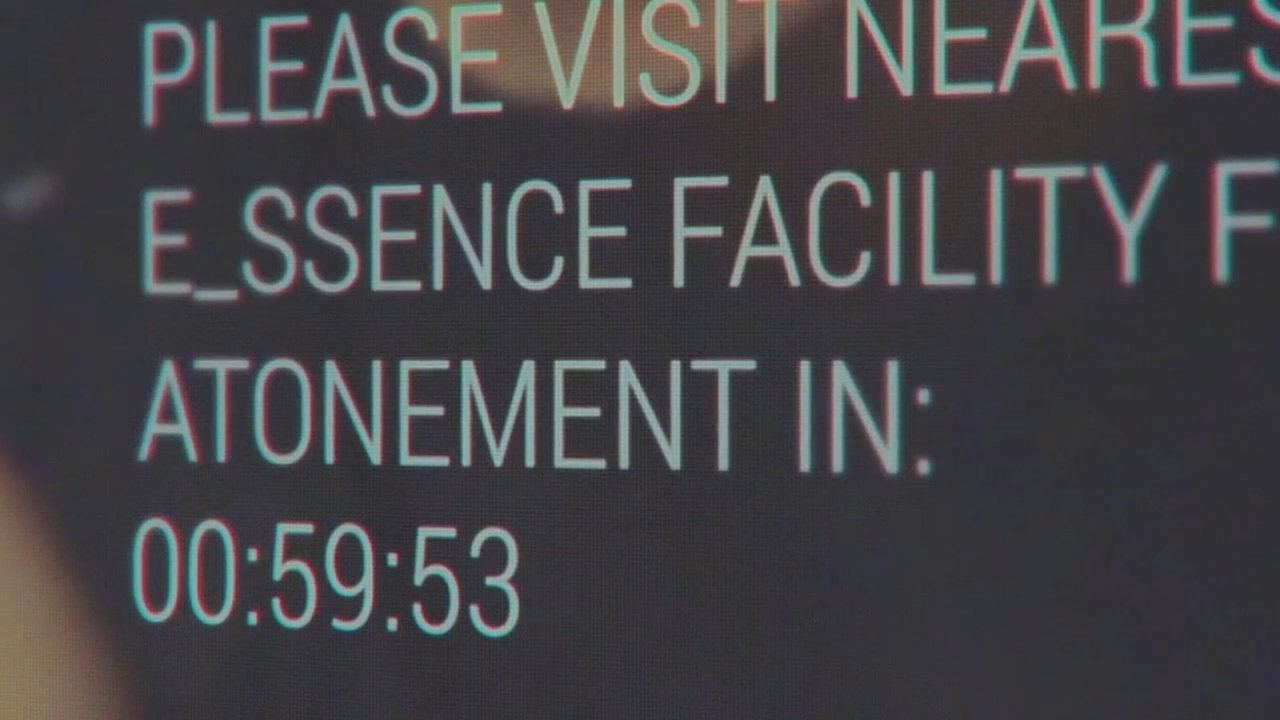 PLEASE VISIT NEARES
E_SSENCE FACILITY F
ATONEMENT IN:
00:59:53